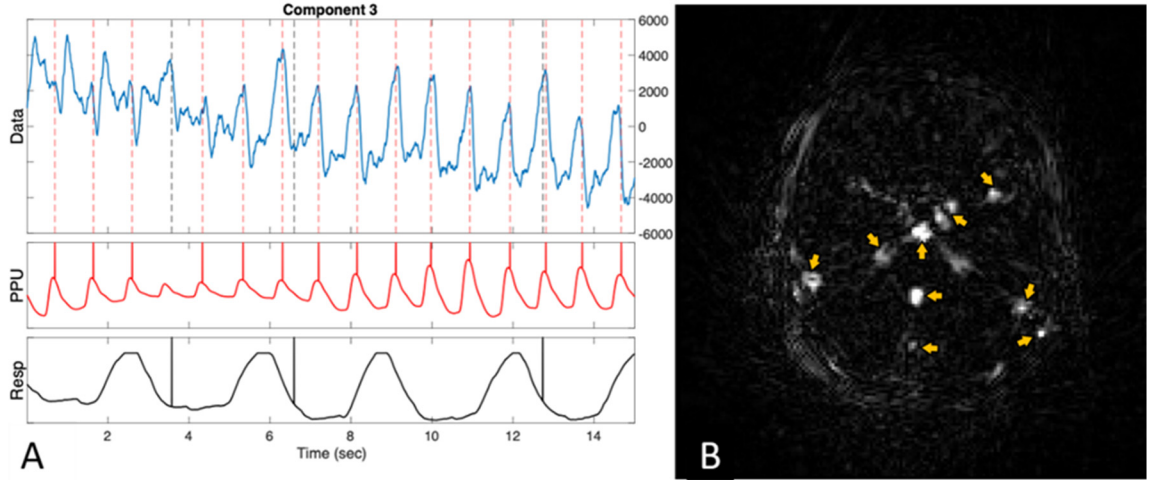 Component 3
6000
4000
2000
0
-2000
-4000
-6000
Data
PPU
Resp
2 4 6 8 10 12 14
Time (sec)
A
B